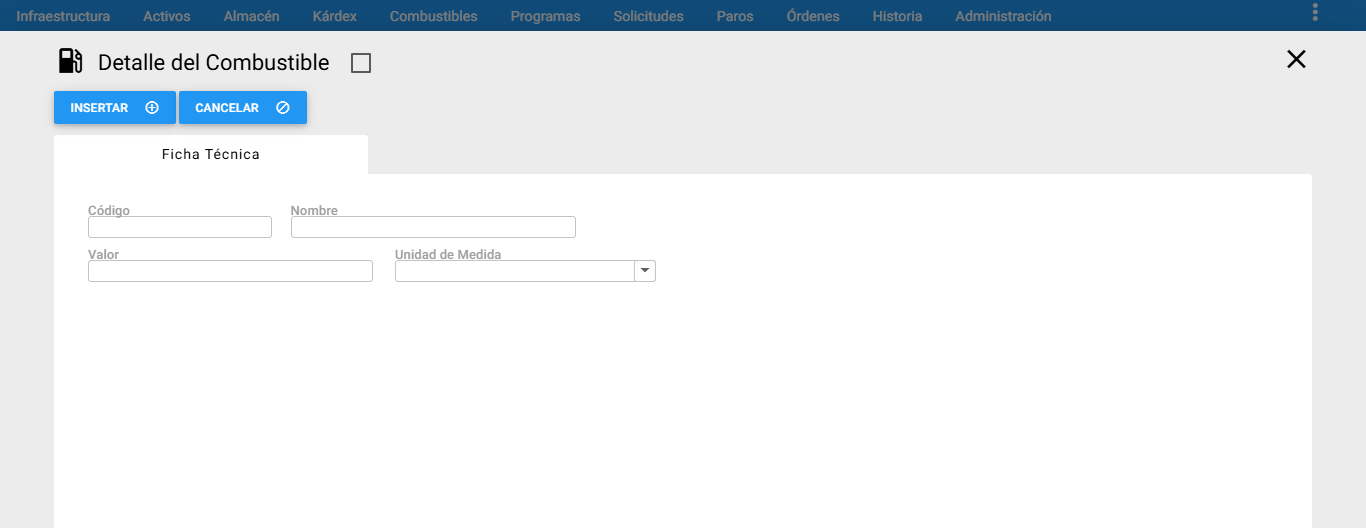 Infraestructura Activos Almacén Kárdex Combustibles Programas Solicitudes Paros Órdenes Historia Administración
Detalle del Combustible
INSERTAR CANCELAR
Ficha Técnica
Código Nombre
Valor Unidad de Medida